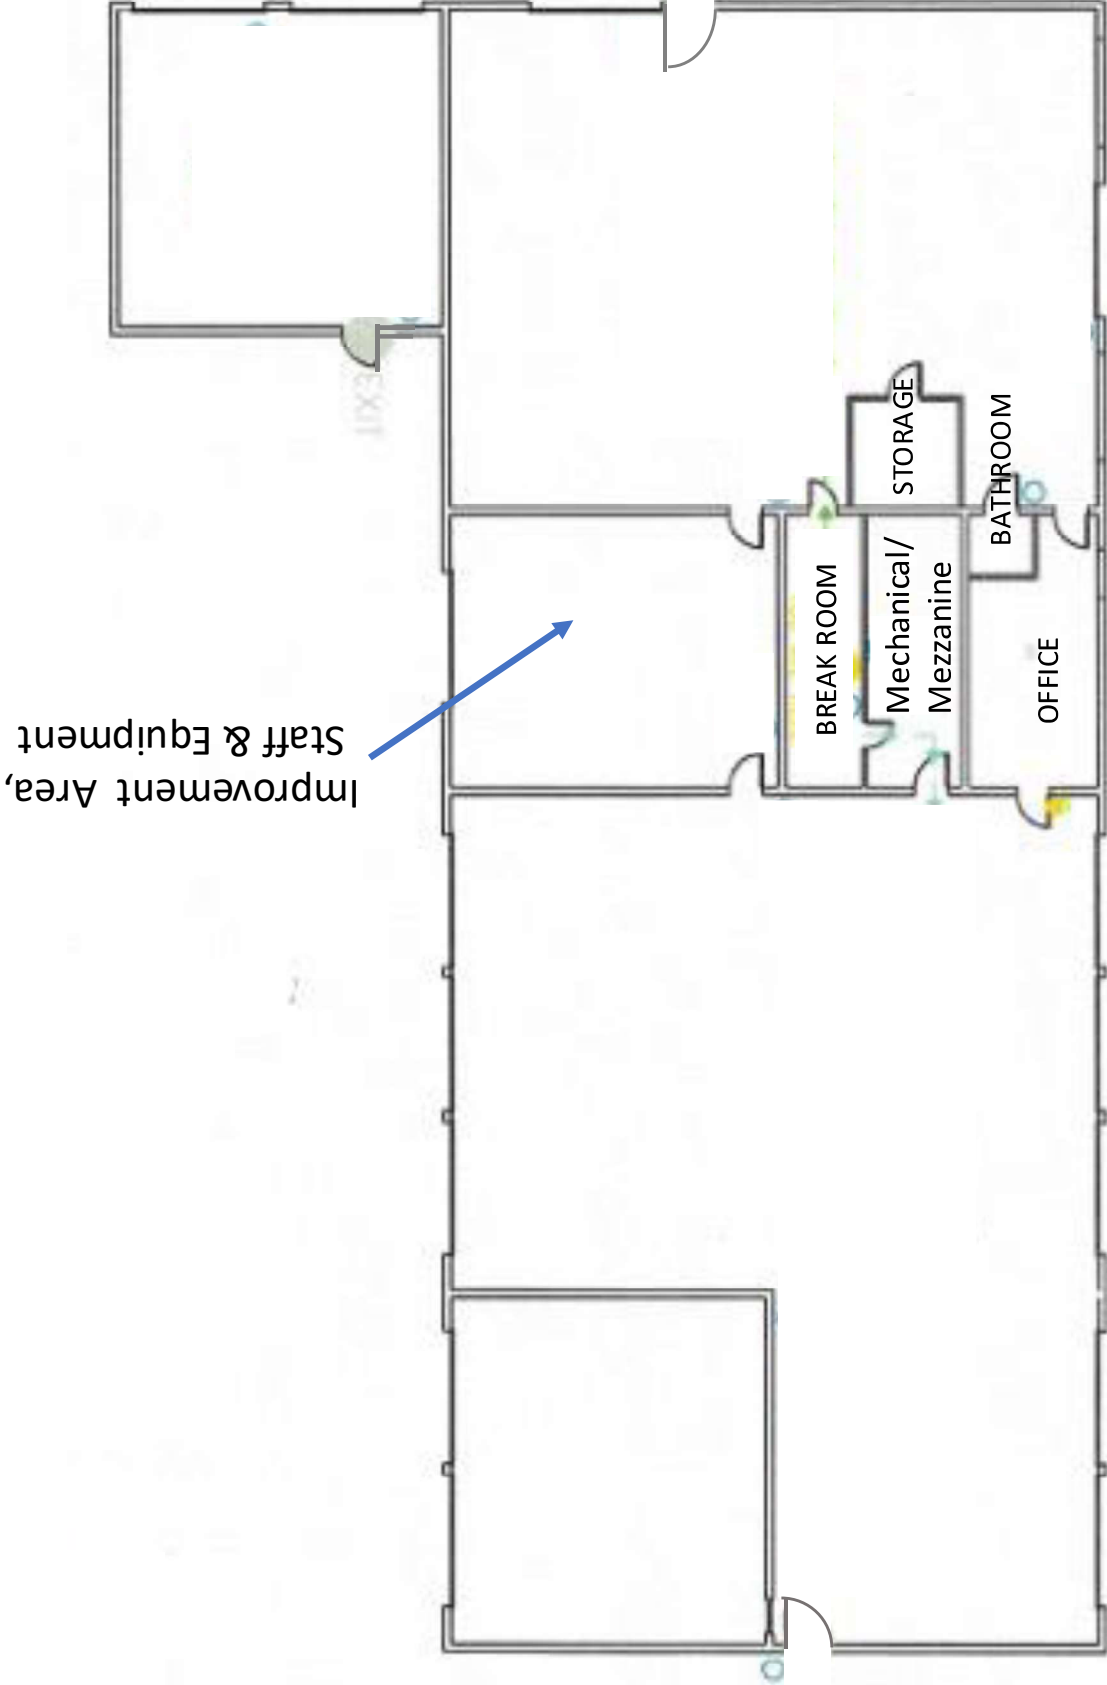 Improvement Area,
Staff & Equipment
EXIT
STORAGE
BATHROOM
BREAK ROOM
Mechanical/
Mezzanine
OFFICE